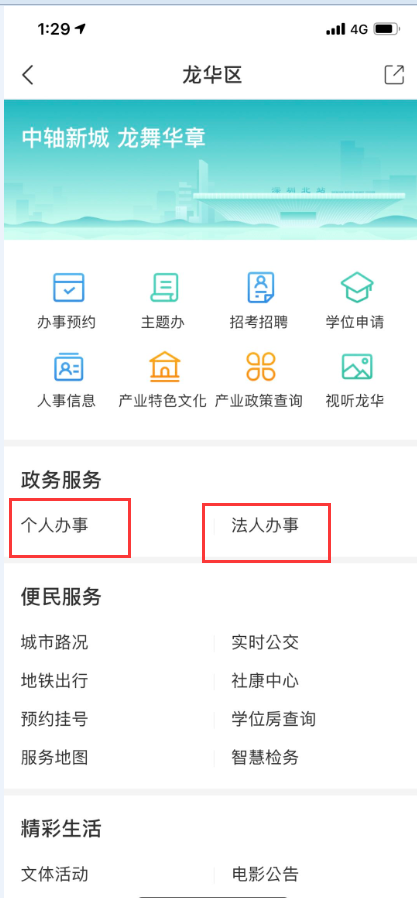 1:29
4G
龙华区
中轴新城 龙舞华章
办事预约 主题办 招考招聘 学位申请
人事信息 产业特色文化 产业政策查询 视听龙华
政务服务
个人办事 法人办事
便民服务
城市路况 实时公交
地铁出行 社康中心
预约挂号 学位房查询
服务地图 智慧检务
精彩生活
文体活动 电影公告